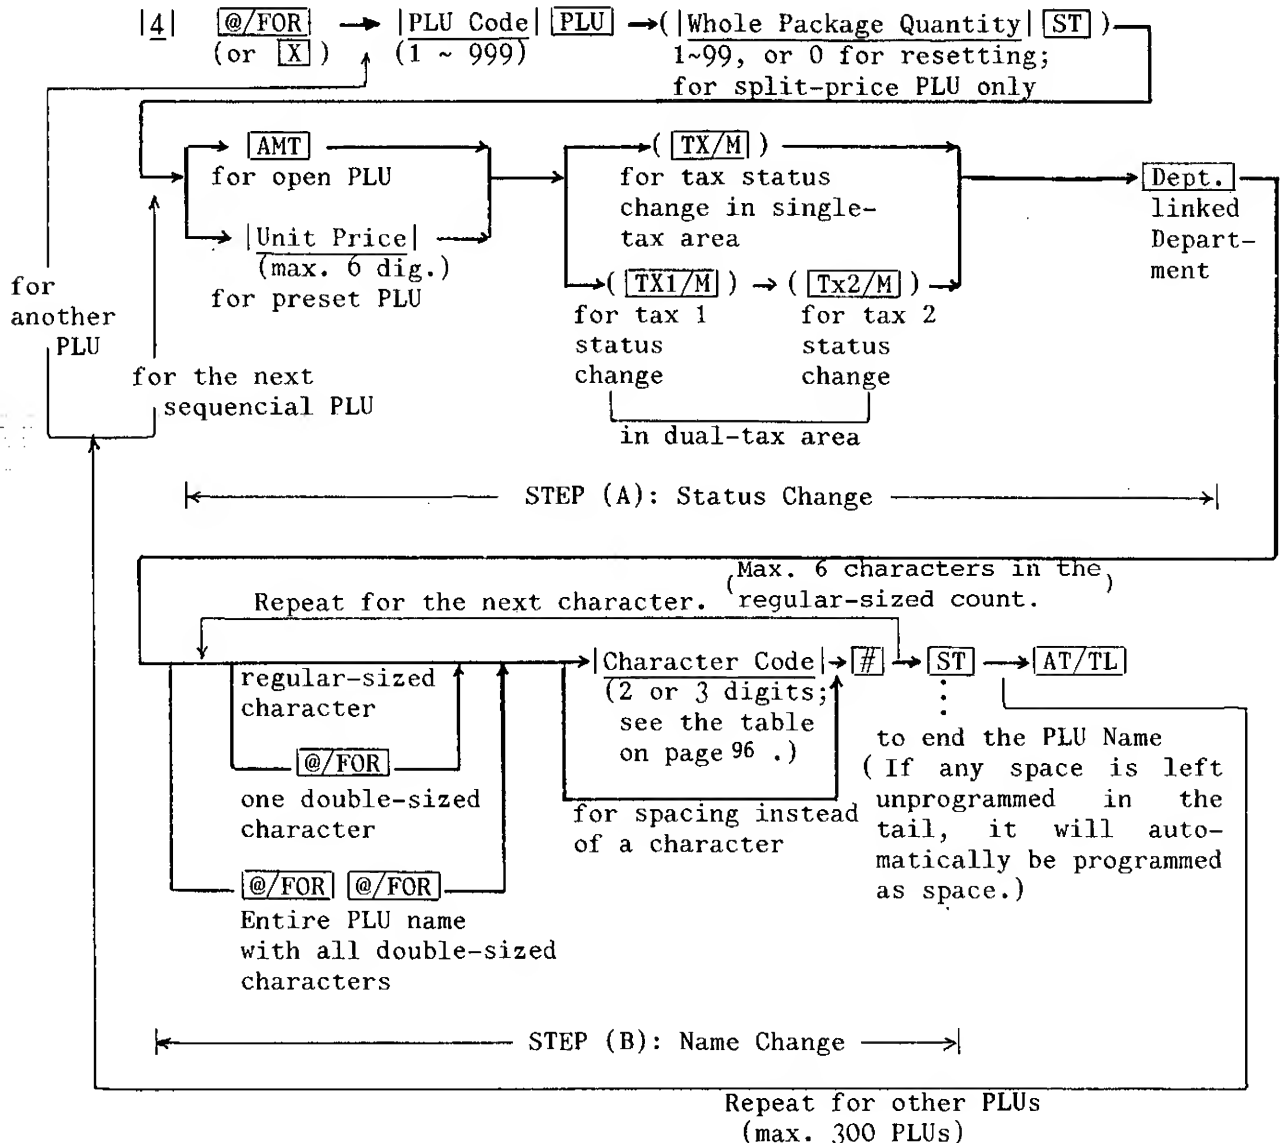 |4| @/FOR → |PLU Code| PLU → (|Whole Package Quantity| ST)
(or X) (1 ~ 999) 1~99, or 0 for resetting;
for split-price PLU only
AMT
for open PLU
|Unit Price|
(max. 6 dig.)
for preset PLU
(TX/M)
for tax status
change in single-
tax area
(TX1/M) → (Tx2/M)
for tax 1
status
change
for tax 2
status
change
in dual-tax area
Dept.
linked
Depart-
ment
for
another
PLU
for the next
sequencial PLU
STEP (A): Status Change
Repeat for the next character.
(Max. 6 characters in the
regular-sized count.)
regular-sized
character
@/FOR
one double-sized
character
@/FOR @/FOR
Entire PLU name
with all double-sized
characters
|Character Code| → # → ST → AT/TL
(2 or 3 digits;
see the table
on page 96 .)
for spacing instead
of a character
to end the PLU Name
(If any space is left
unprogrammed in the
tail, it will auto-
matically be programmed
as space.)
STEP (B): Name Change
Repeat for other PLUs
(max. 300 PLUs)